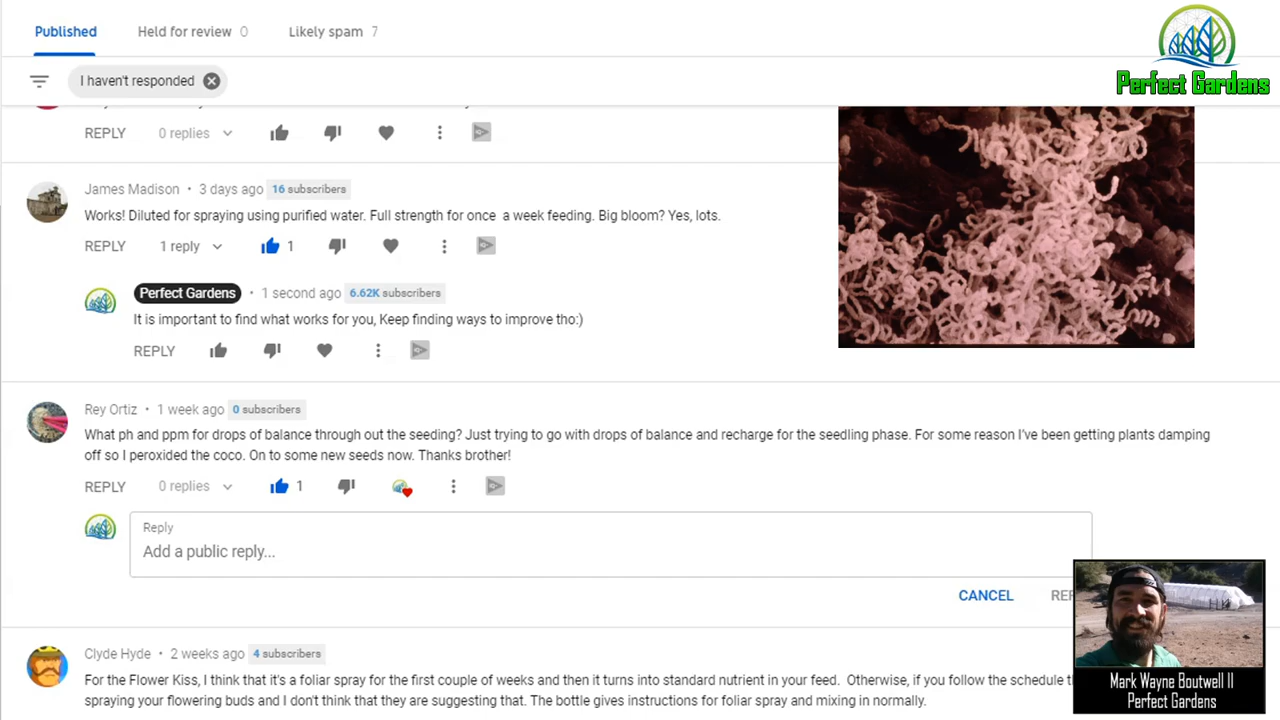 Published Held for review 0 Likely spam 7
Perfect Gardens
I haven't responded
REPLY 0 replies
James Madison • 3 days ago 16 subscribers
Works! Diluted for spraying using purified water. Full strength for once a week feeding. Big bloom? Yes, lots.
REPLY 1 reply 1
Perfect Gardens • 1 second ago 6.62K subscribers
It is important to find what works for you, Keep finding ways to improve tho:)
REPLY
Rey Ortiz • 1 week ago 0 subscribers
What ph and ppm for drops of balance through out the seeding? Just trying to go with drops of balance and recharge for the seedling phase. For some reason I've been getting plants damping
off so I peroxided the coco. On to some new seeds now. Thanks brother!
REPLY 0 replies 1
Reply
Add a public reply...
CANCEL
Clyde Hyde • 2 weeks ago 4 subscribers
For the Flower Kiss, I think that it's a foliar spray for the first couple of weeks and then it turns into standard nutrient in your feed. Otherwise, if you follow the schedule
spraying your flowering buds and I don't think that they are suggesting that. The bottle gives instructions for foliar spray and mixing in normally.
Mark Wayne Boutwell II
Perfect Gardens